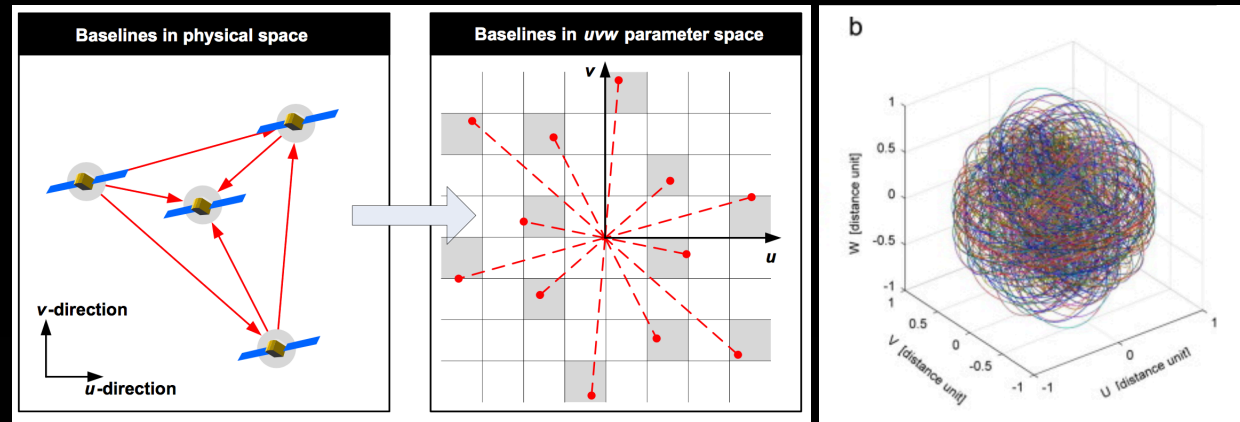 Baselines in physical space
v-direction
u-direction
Baselines in uvw parameter space
v
u
b
1
0.5
0
-0.5
-1
W [distance unit]
1
0.5
0
-0.5
-1
V [distance unit]
-1
0
1
U [distance unit]